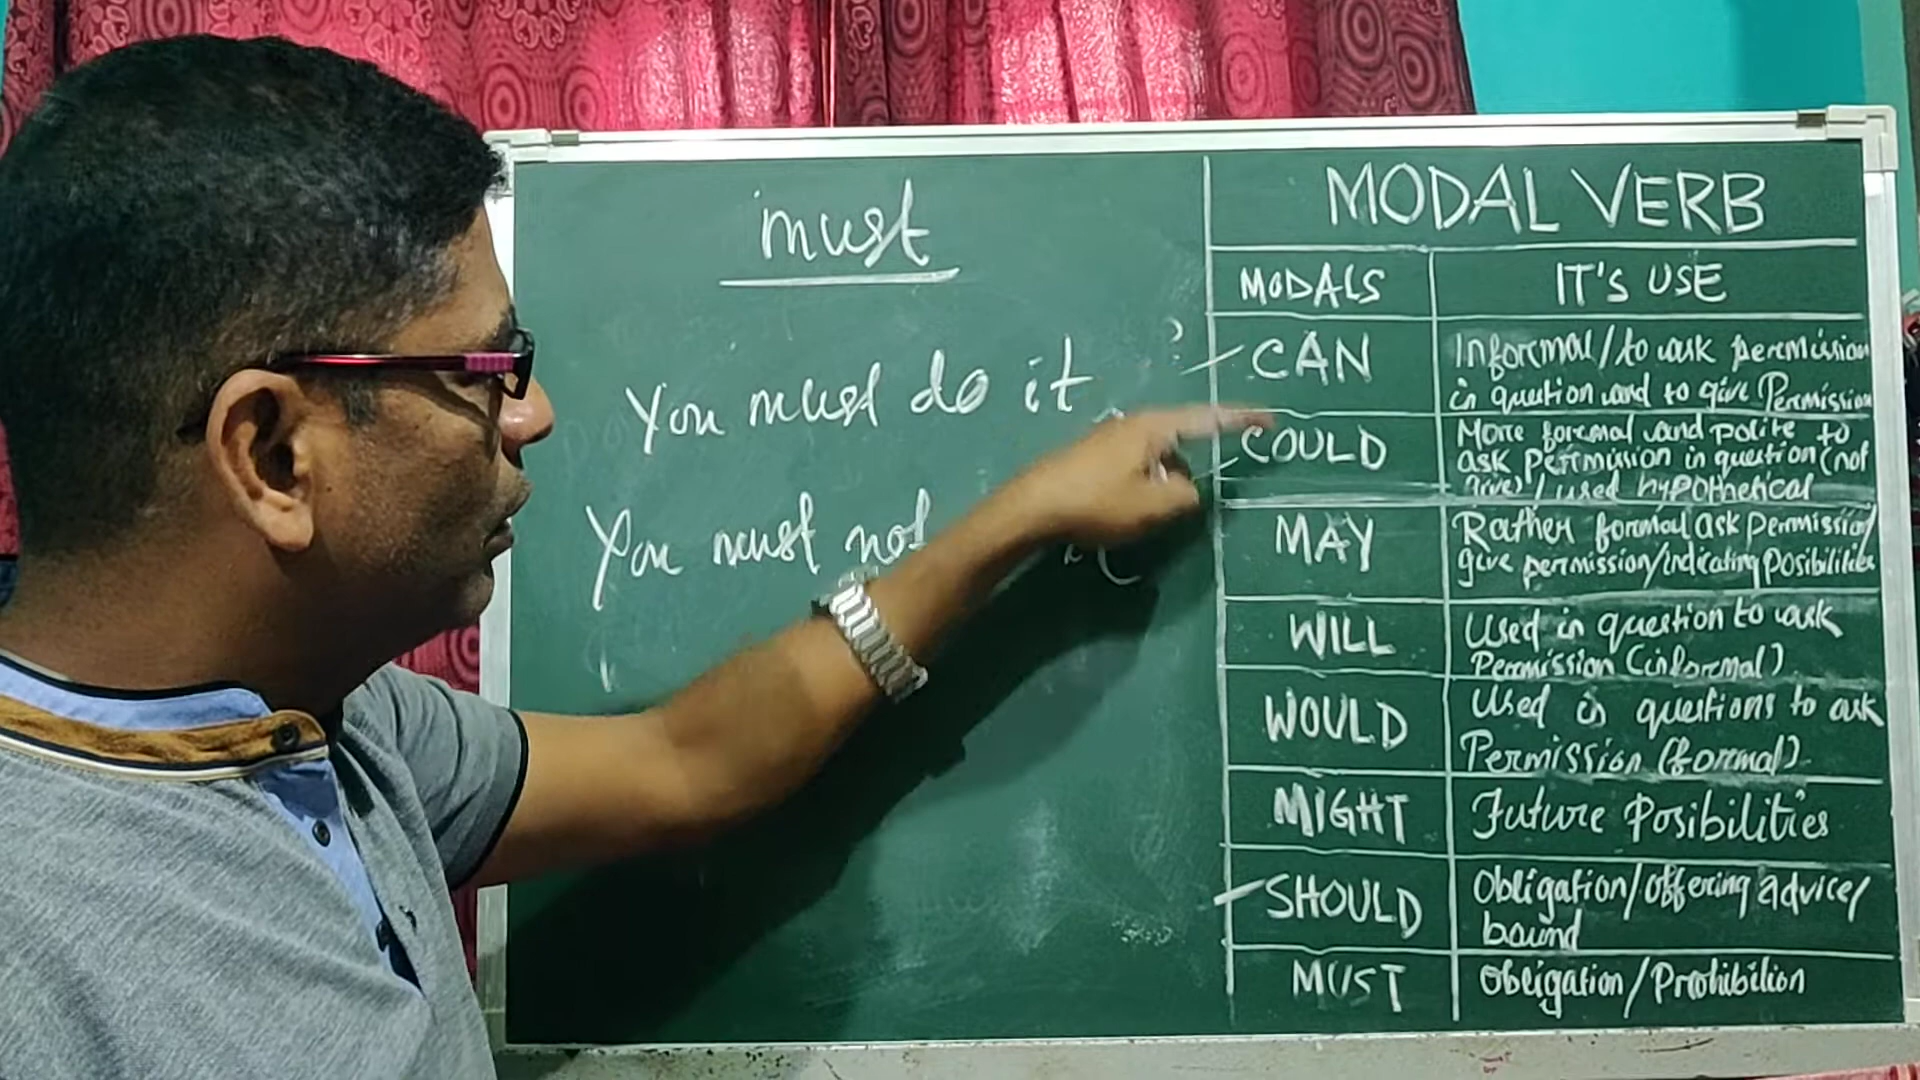 must
You must do it
You must not it
MODAL VERB
MODALS
IT'S USE
CAN
Informal/to ask permission
in question and to give Permission
COULD
More formal and polite to
ask permission in question (not
give) / used hypothetical
MAY
Rather formal ask permission
give permission/indicating Posibilities
WILL
Used in question to ask
Permission (informal)
WOULD
Used in questions to ask
Permission (formal)
MIGHT
Future Posibilities
SHOULD
Obligation/offering advice/
bound
MUST
Obligation/Prohibition